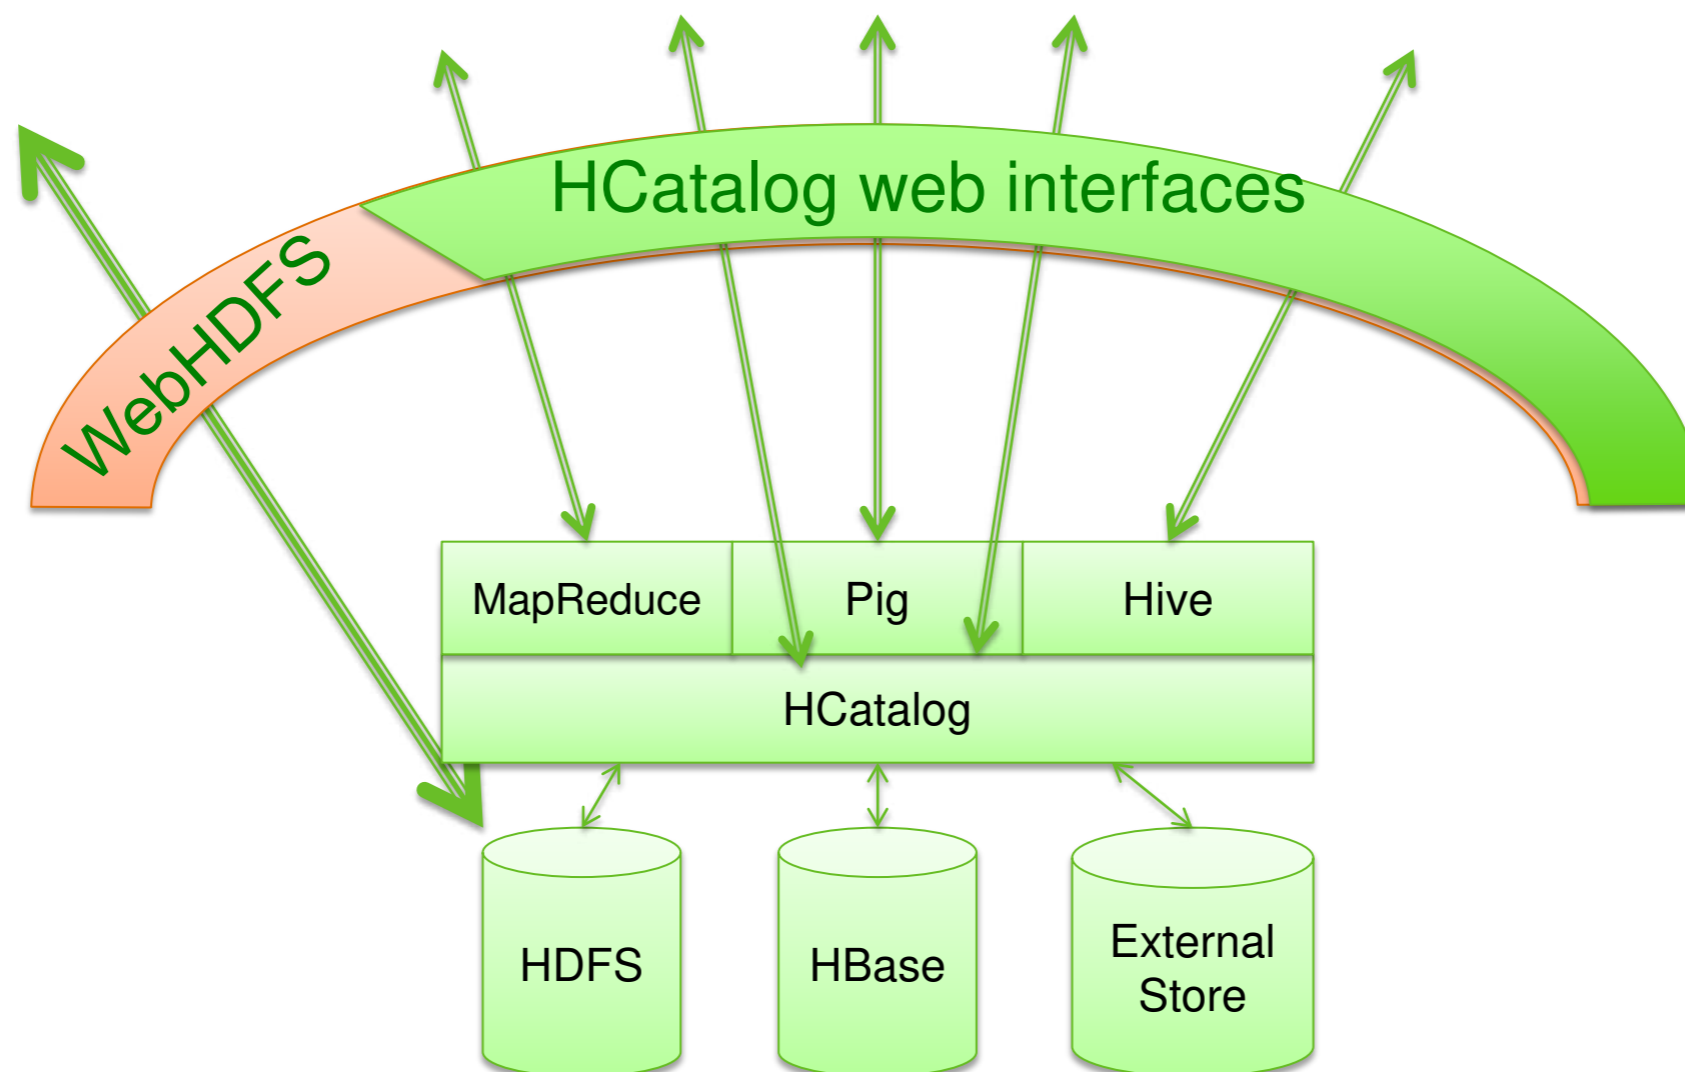 HCatalog web interfaces
WebHDFS
MapReduce
Pig
Hive
HCatalog
HDFS
HBase
External
Store